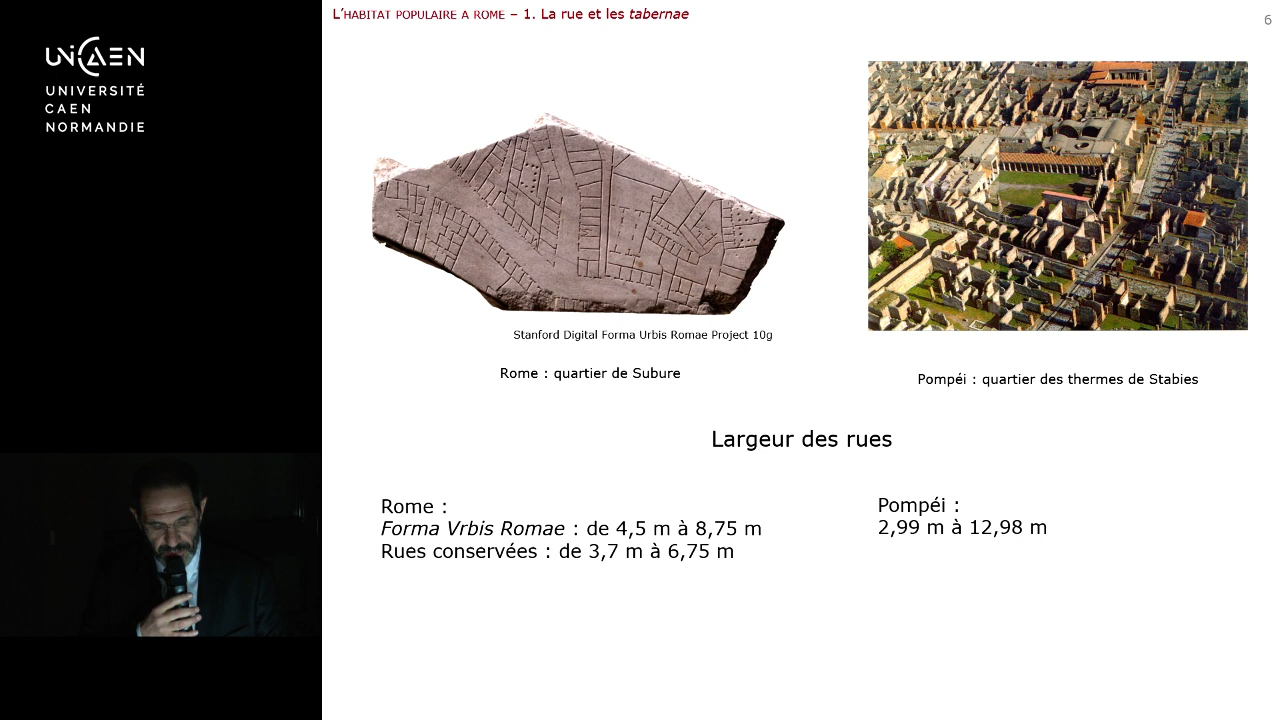 UNICAEN
UNIVERSITÉ
CAEN
NORMANDIE
L'HABITAT POPULAIRE A ROME – 1. La rue et les tabernae
6
Stanford Digital Forma Urbis Romae Project 10g
Rome : quartier de Subure
Pompéi : quartier des thermes de Stabies
Largeur des rues
Rome :
Forma Vrbis Romae : de 4,5 m à 8,75 m
Rues conservées : de 3,7 m à 6,75 m
Pompéi :
2,99 m à 12,98 m